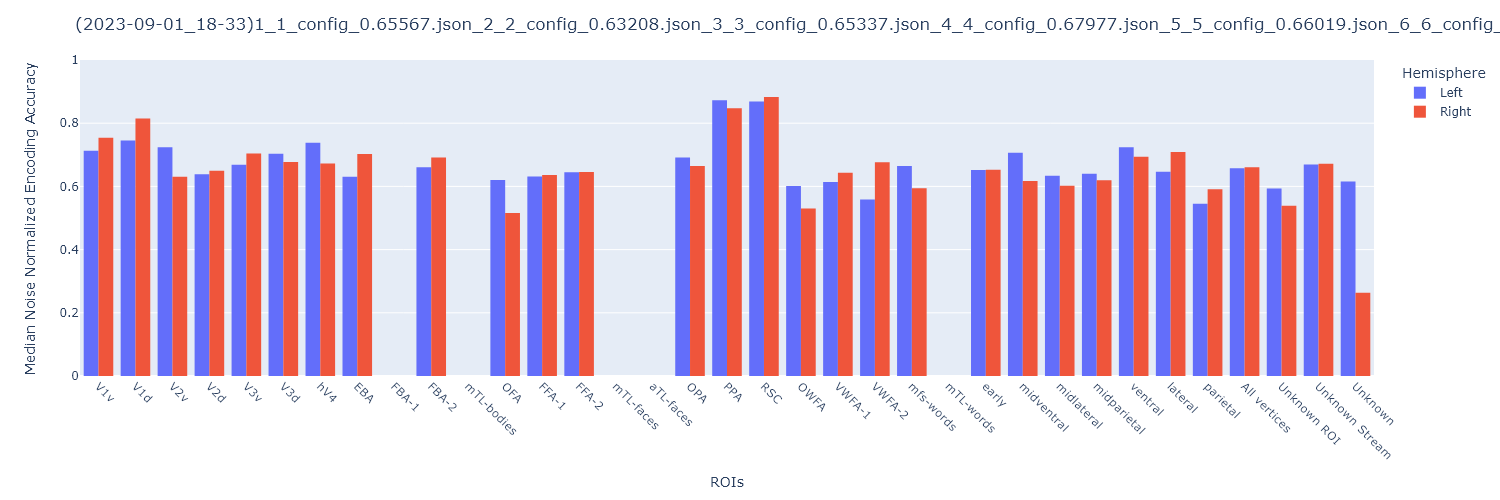 (2023-09-01_18-33)1_1_config_0.65567.json_2_2_config_0.63208.json_3_3_config_0.65337.json_4_4_config_0.67977.json_5_5_config_0.66019.json_6_6_config_
Median Noise Normalized Encoding Accuracy
1
0.8
0.6
0.4
0.2
0
V1v
V1d
V2v
V2d
V3v
V3d
hV4
EBA
FBA-1
FBA-2
mTL-bodies
OFA
FFA-1
FFA-2
mTL-faces
aTL-faces
OPA
PPA
RSC
OWFA
VWFA-1
VWFA-2
mfs-words
mTL-words
early
midventral
midlateral
midparietal
ventral
lateral
parietal
All vertices
Unknown ROI
Unknown Stream
Unknown
ROIs
Hemisphere
Left
Right